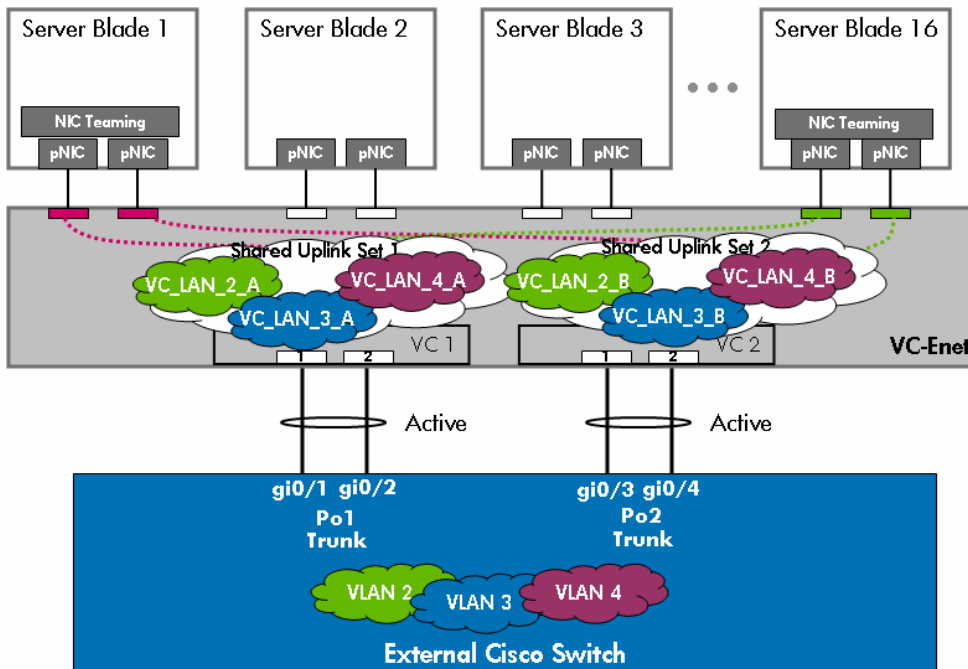 Server Blade 1
Server Blade 2
Server Blade 3
Server Blade 16
NIC Teaming
NIC Teaming
pNIC pNIC
pNIC pNIC
pNIC pNIC
pNIC pNIC
Shared Uplink Set 1
Shared Uplink Set 2
VC_LAN_2_A
VC_LAN_4_A
VC_LAN_3_A
VC_LAN_2_B
VC_LAN_4_B
VC_LAN_3_B
VC 1
VC 2
VC-Enet
1 2
1 2
Active
Active
gi0/1 gi0/2
gi0/3 gi0/4
Po1
Trunk
Po2
Trunk
VLAN 2
VLAN 3
VLAN 4
External Cisco Switch